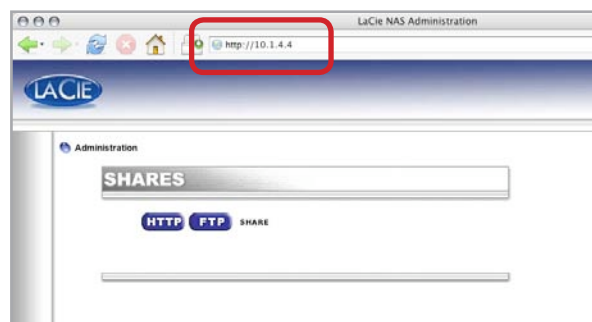 LaCie NAS Administration
http://10.1.4.4
LACIE
Administration
SHARES
HTTP FTP SHARE